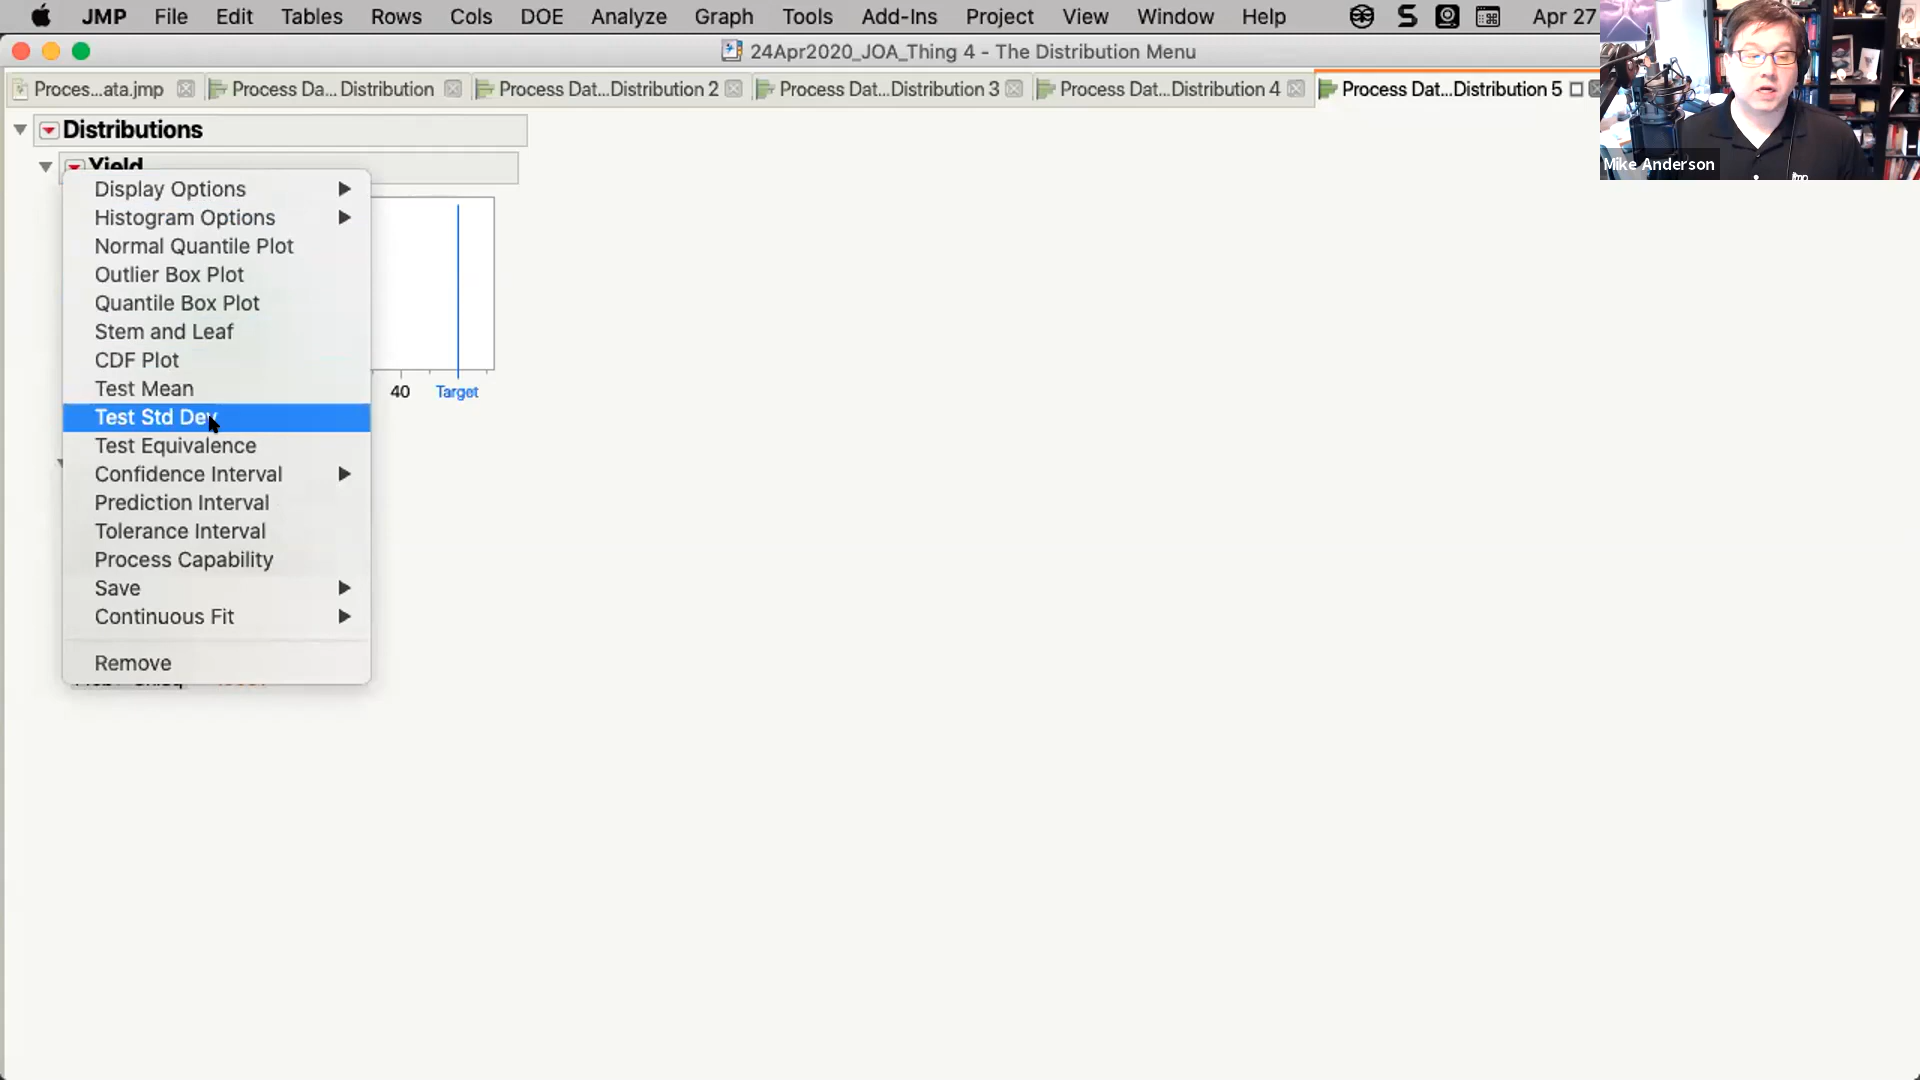 JMP File Edit Tables Rows Cols DOE Analyze Graph Tools Add-Ins Project View Window Help Apr 27
24Apr2020_JOA_Thing 4 - The Distribution Menu
Proces...ata.jmp Process Da... Distribution Process Dat...Distribution 2 Process Dat...Distribution 3 Process Dat...Distribution 4 Process Dat...Distribution 5
Mike Anderson
Distributions
Yield
Display Options
Histogram Options
Normal Quantile Plot
Outlier Box Plot
Quantile Box Plot
Stem and Leaf
CDF Plot
Test Mean
40 Target
Test Std Dev
Test Equivalence
Confidence Interval
Prediction Interval
Tolerance Interval
Process Capability
Save
Continuous Fit
Remove